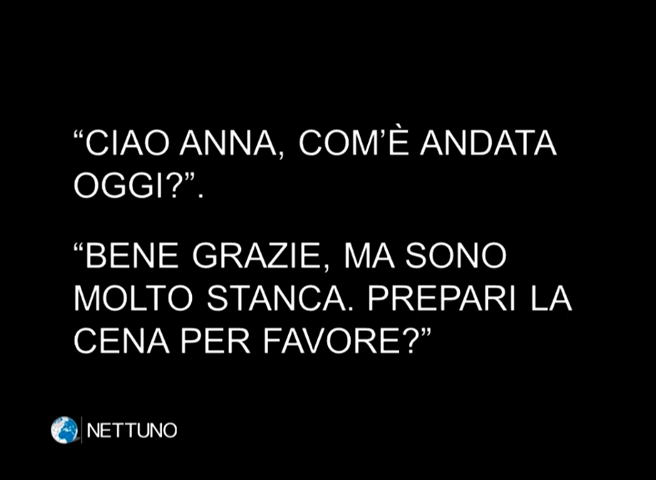 “CIAO ANNA, COM’È ANDATA
OGGI?”.
“BENE GRAZIE, MA SONO
MOLTO STANCA. PREPARI LA
CENA PER FAVORE?”
NETTUNO